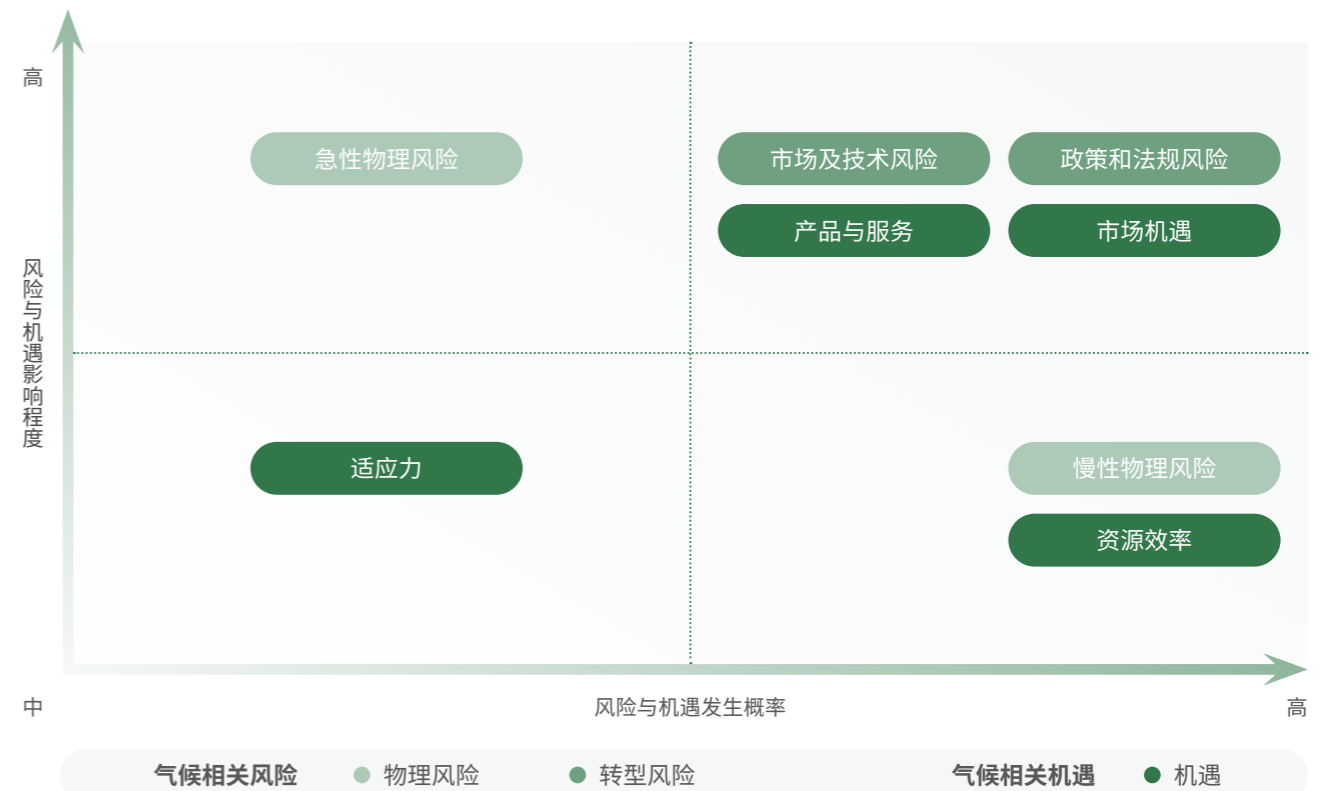 高
急性物理风险
市场及技术风险
政策和法规风险
产品与服务
市场机遇
风险与机遇影响程度
适应力
慢性物理风险
资源效率
中
风险与机遇发生概率
高
气候相关风险
物理风险
转型风险
气候相关机遇
机遇